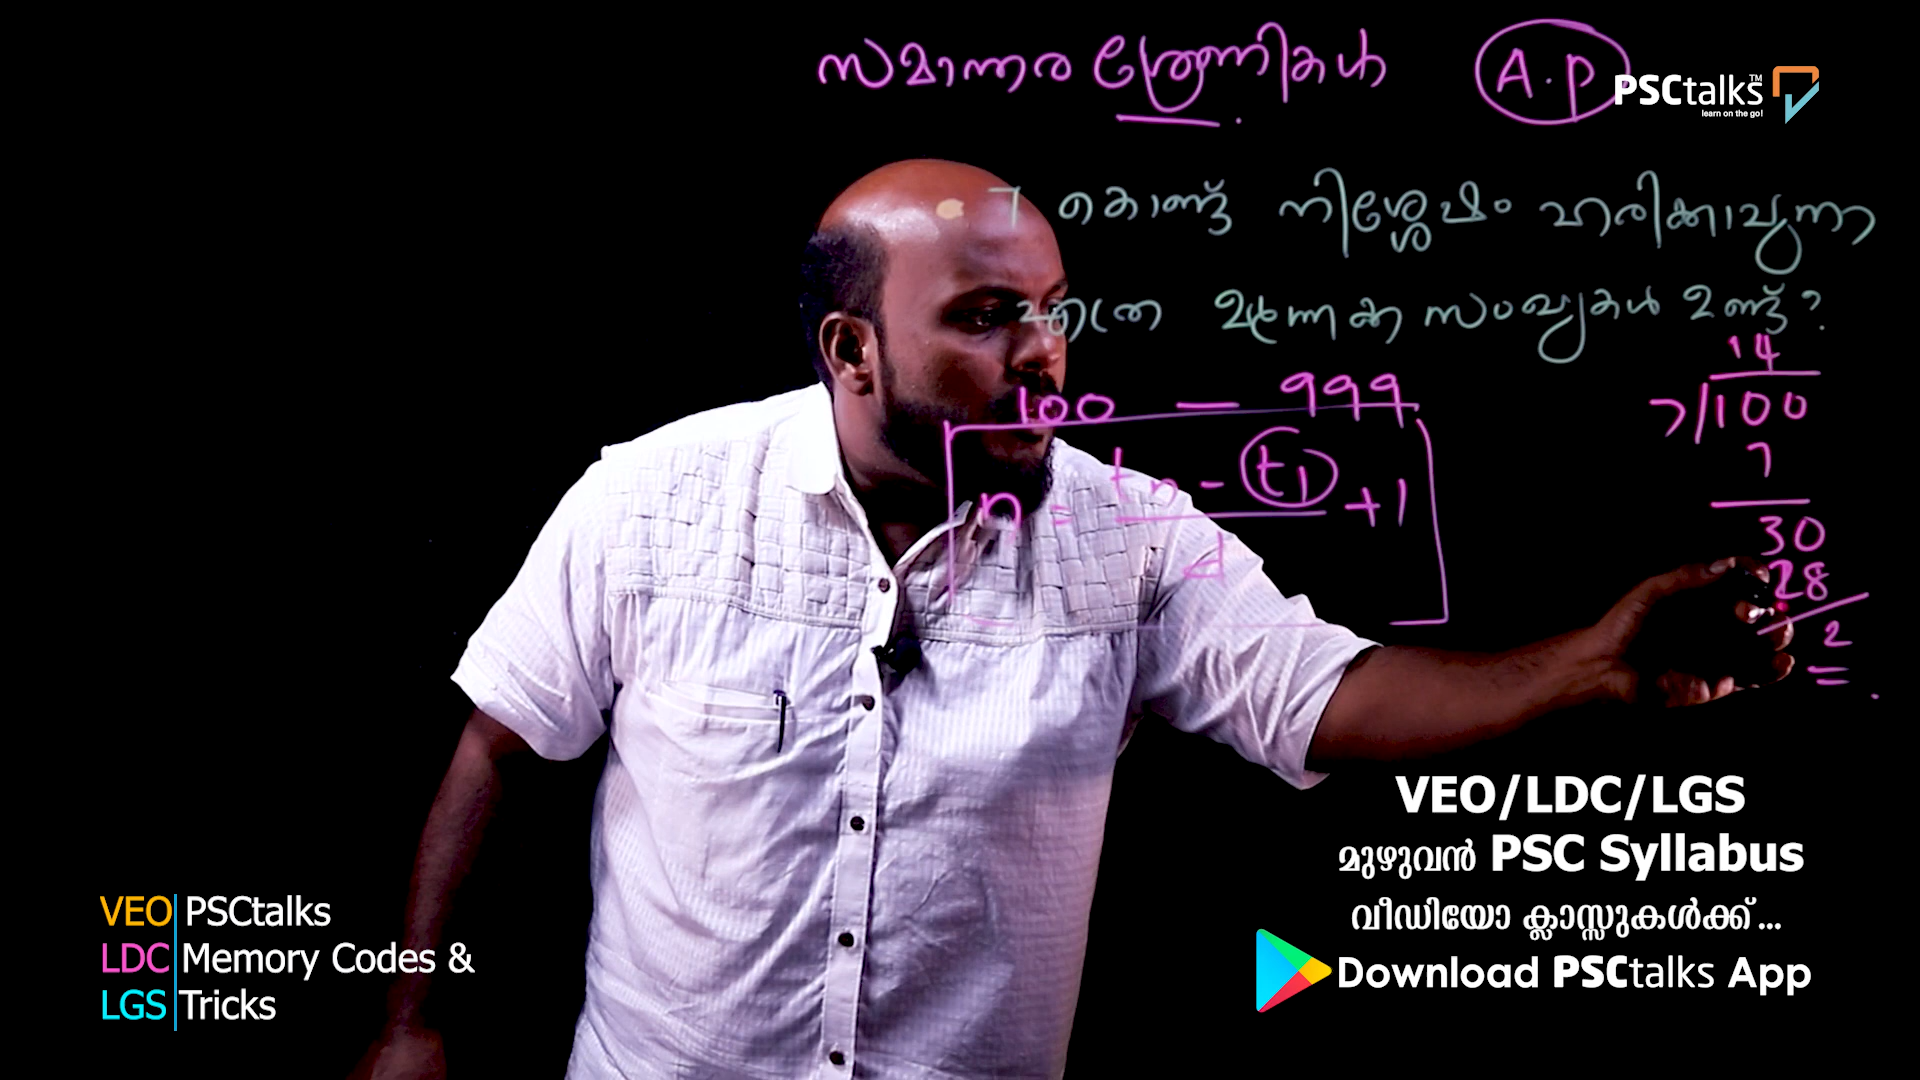 സമാന്തര ശ്രേണികൾ A.P
PSCtalks™
learn on the go!
7 കൊണ്ട് നിശ്ശേഷം ഹരിക്കാവുന്ന
എത്ര മൂന്നക്ക സംഖ്യകൾ ഉണ്ട്?
100 — 999
n = tn - t1 / d +1
14
7)100
7
30
28
2
VEO/LDC/LGS
മുഴുവൻ PSC Syllabus
വീഡിയോ ക്ലാസ്സുകൾക്ക്...
Download PSCtalks App
VEO PSCtalks
LDC Memory Codes &
LGS Tricks